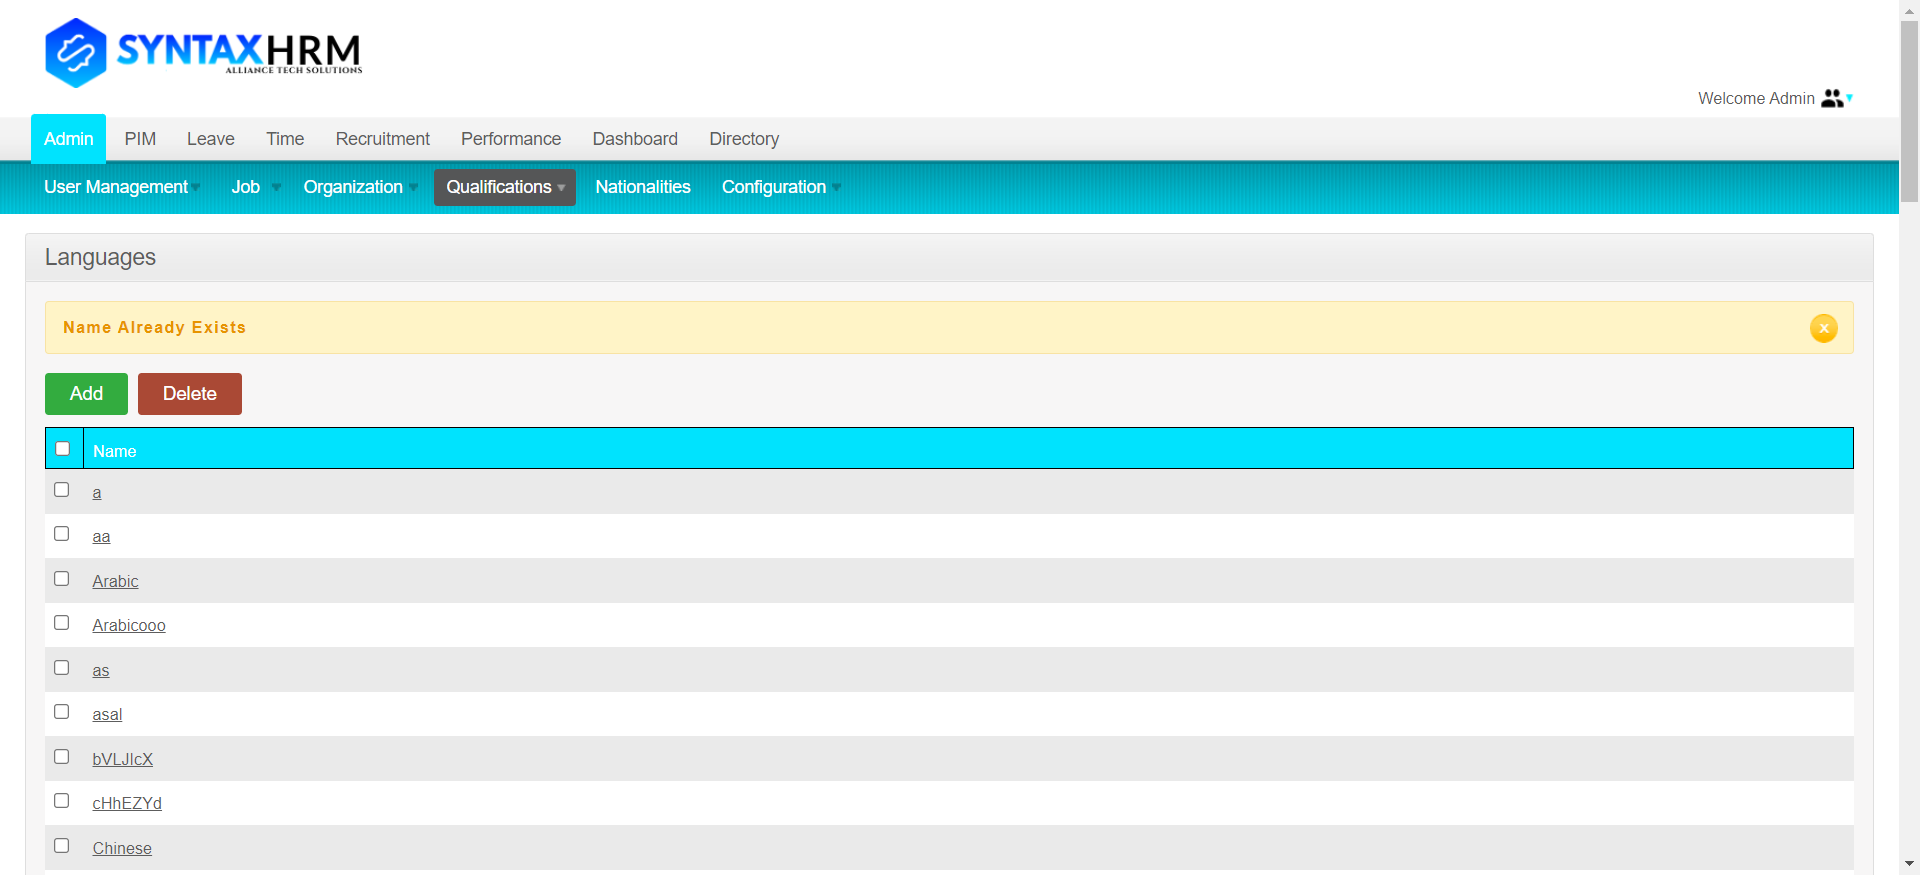 SYNTAXHRM
ALLIANCE TECH SOLUTIONS
Welcome Admin
Admin PIM Leave Time Recruitment Performance Dashboard Directory
User Management Job Organization Qualifications Nationalities Configuration
Languages
Name Already Exists
x
Add Delete
Name
a
aa
Arabic
Arabicooo
as
asal
bVLJlcX
cHhEZYd
Chinese